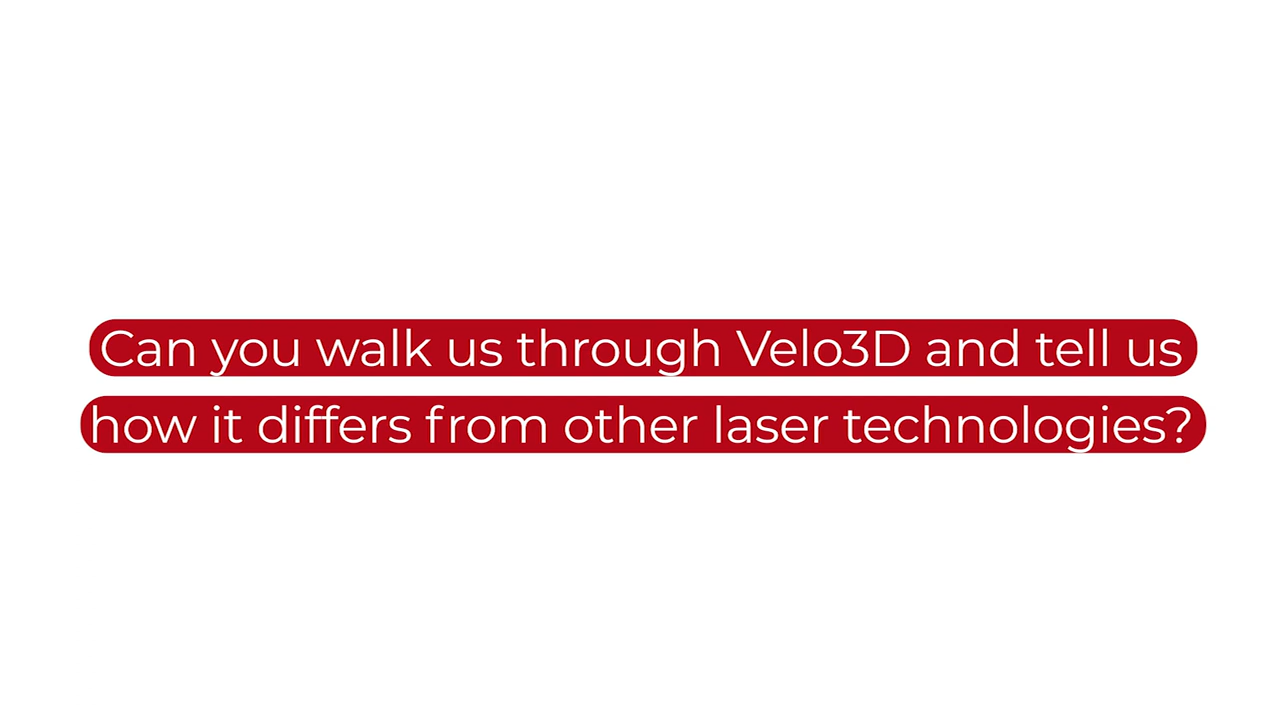 Can you walk us through Velo3D and tell us
how it differs from other laser technologies?